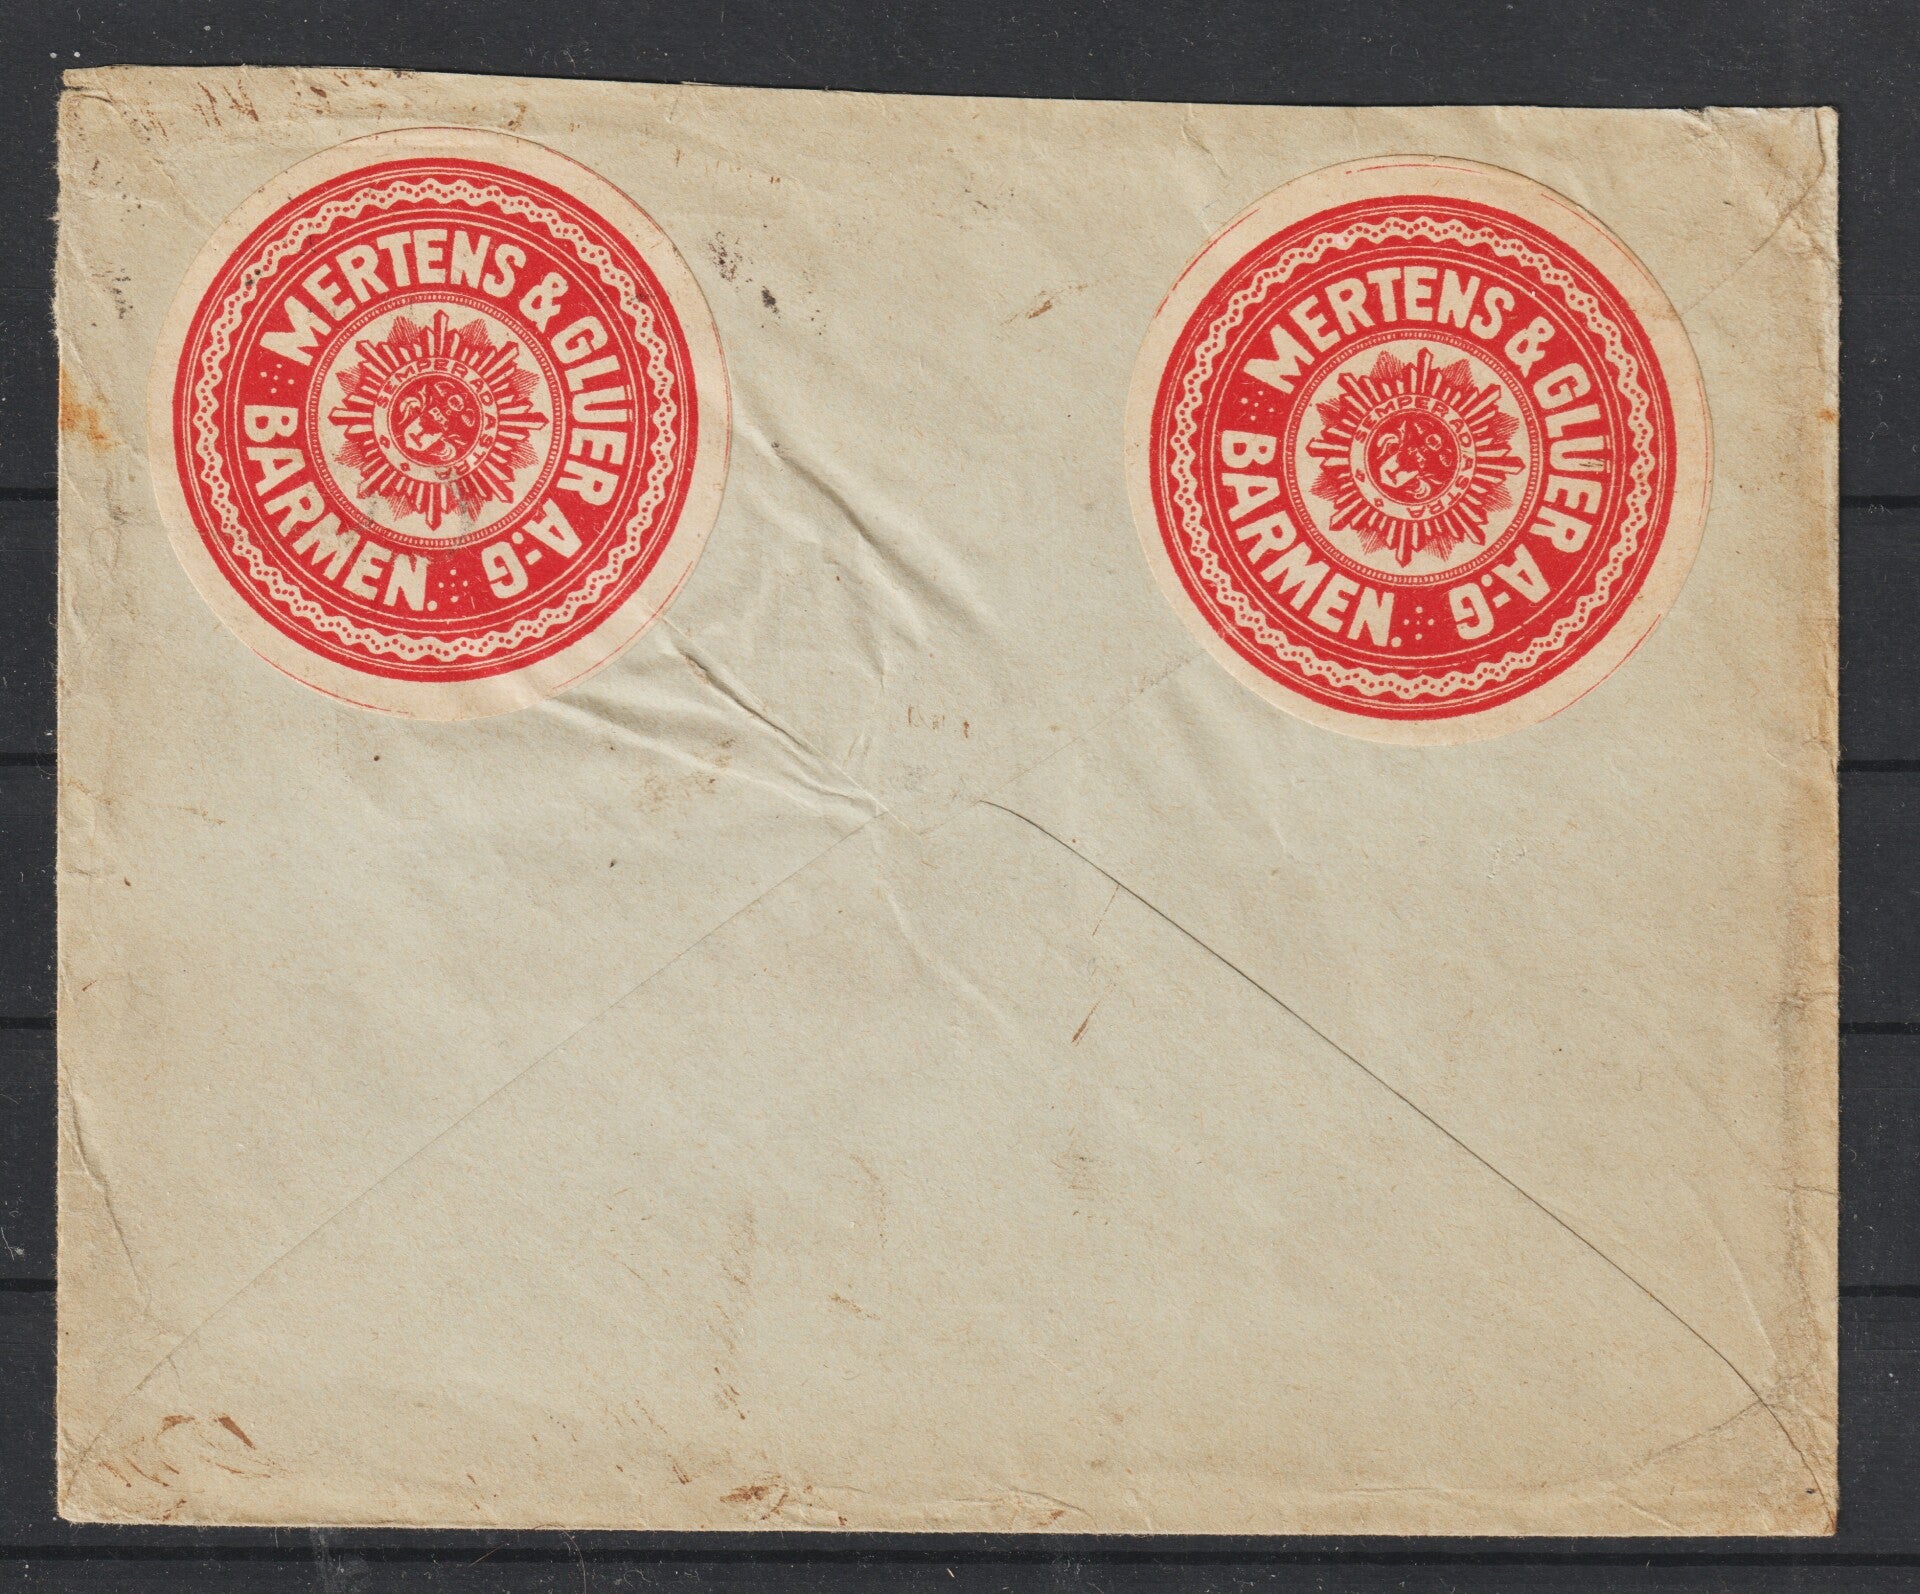 MERTENS & GLUER A:G
BARMEN.
SEMPER AD ASTRA
MERTENS & GLUER A:G
BARMEN.
SEMPER AD ASTRA